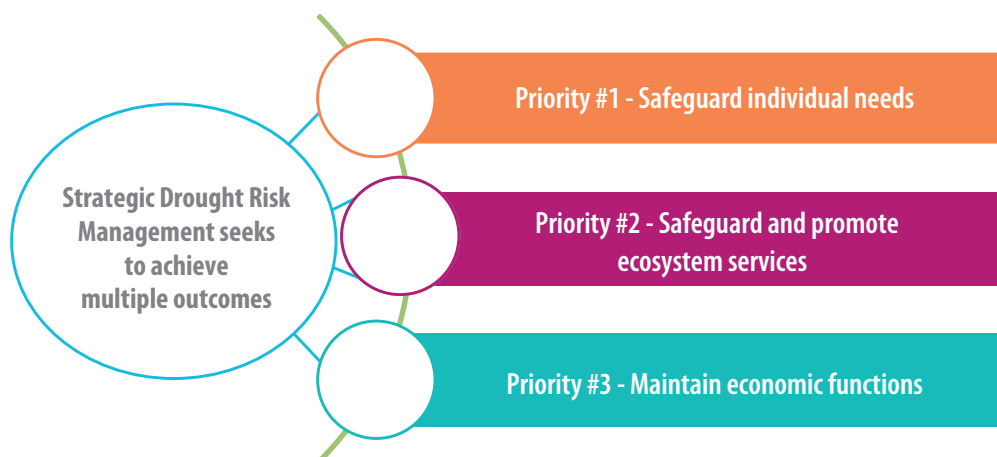 Strategic Drought Risk
Management seeks
to achieve
multiple outcomes
Priority #1 - Safeguard individual needs
Priority #2 - Safeguard and promote
ecosystem services
Priority #3 - Maintain economic functions